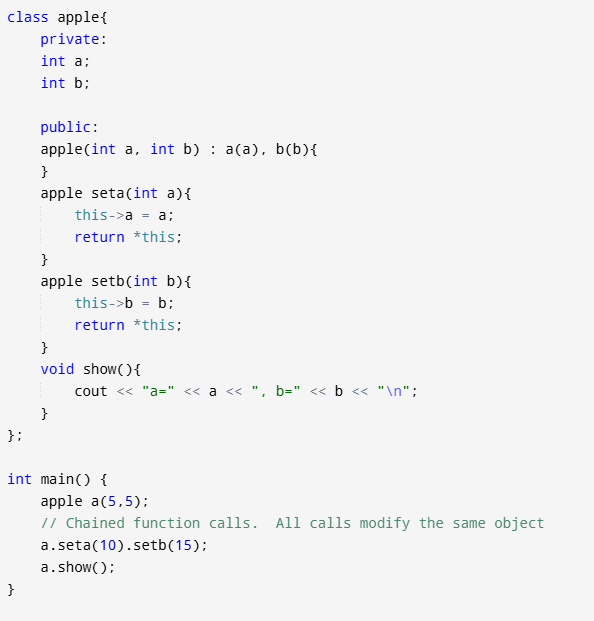 class apple{
    private:
    int a;
    int b;

    public:
    apple(int a, int b) : a(a), b(b){
    }
    apple seta(int a){
        this->a = a;
        return *this;
    }
    apple setb(int b){
        this->b = b;
        return *this;
    }
    void show(){
        cout << "a=" << a << ", b=" << b << "\n";
    }
};

int main() {
    apple a(5,5);
    // Chained function calls.  All calls modify the same object
    a.seta(10).setb(15);
    a.show();
}